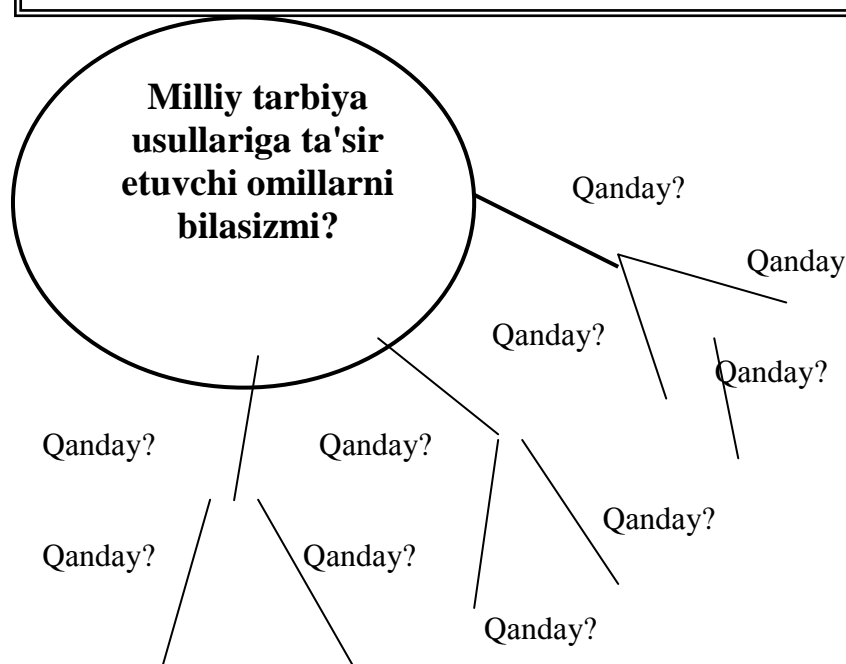 Milliy tarbiya
usullariga ta'sir
etuvchi omillarni
bilasizmi?
Qanday?
Qanday
Qanday?
Qanday?
Qanday?
Qanday?
Qanday?
Qanday?
Qanday?
Qanday?